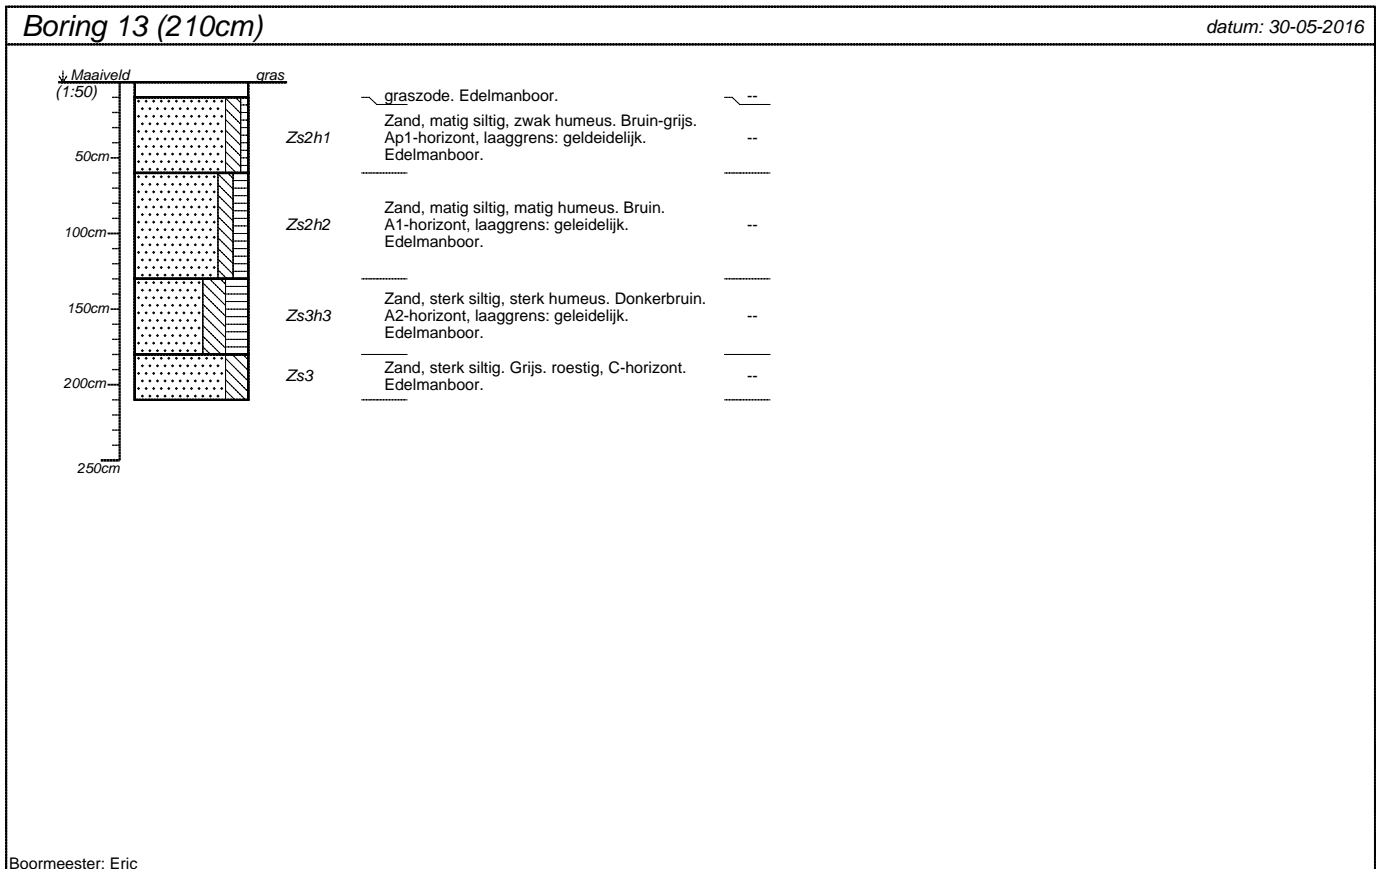 Boring 13 (210cm)
datum: 30-05-2016
Maaiveld
gras
(1:50)
graszode. Edelmanboor.
--
Zand, matig siltig, zwak humeus. Bruin-grijs.
Zs2h1
Ap1-horizont, laaggrens: geldeidelijk.
--
Edelmanboor.
50cm
Zand, matig siltig, matig humeus. Bruin.
Zs2h2
A1-horizont, laaggrens: geleidelijk.
--
100cm
Edelmanboor.
Zand, sterk siltig, sterk humeus. Donkerbruin.
150cm
Zs3h3
A2-horizont, laaggrens: geleidelijk.
--
Edelmanboor.
Zand, sterk siltig. Grijs. roestig, C-horizont.
Zs3
--
200cm
Edelmanboor.
250cm
Boormeester: Eric